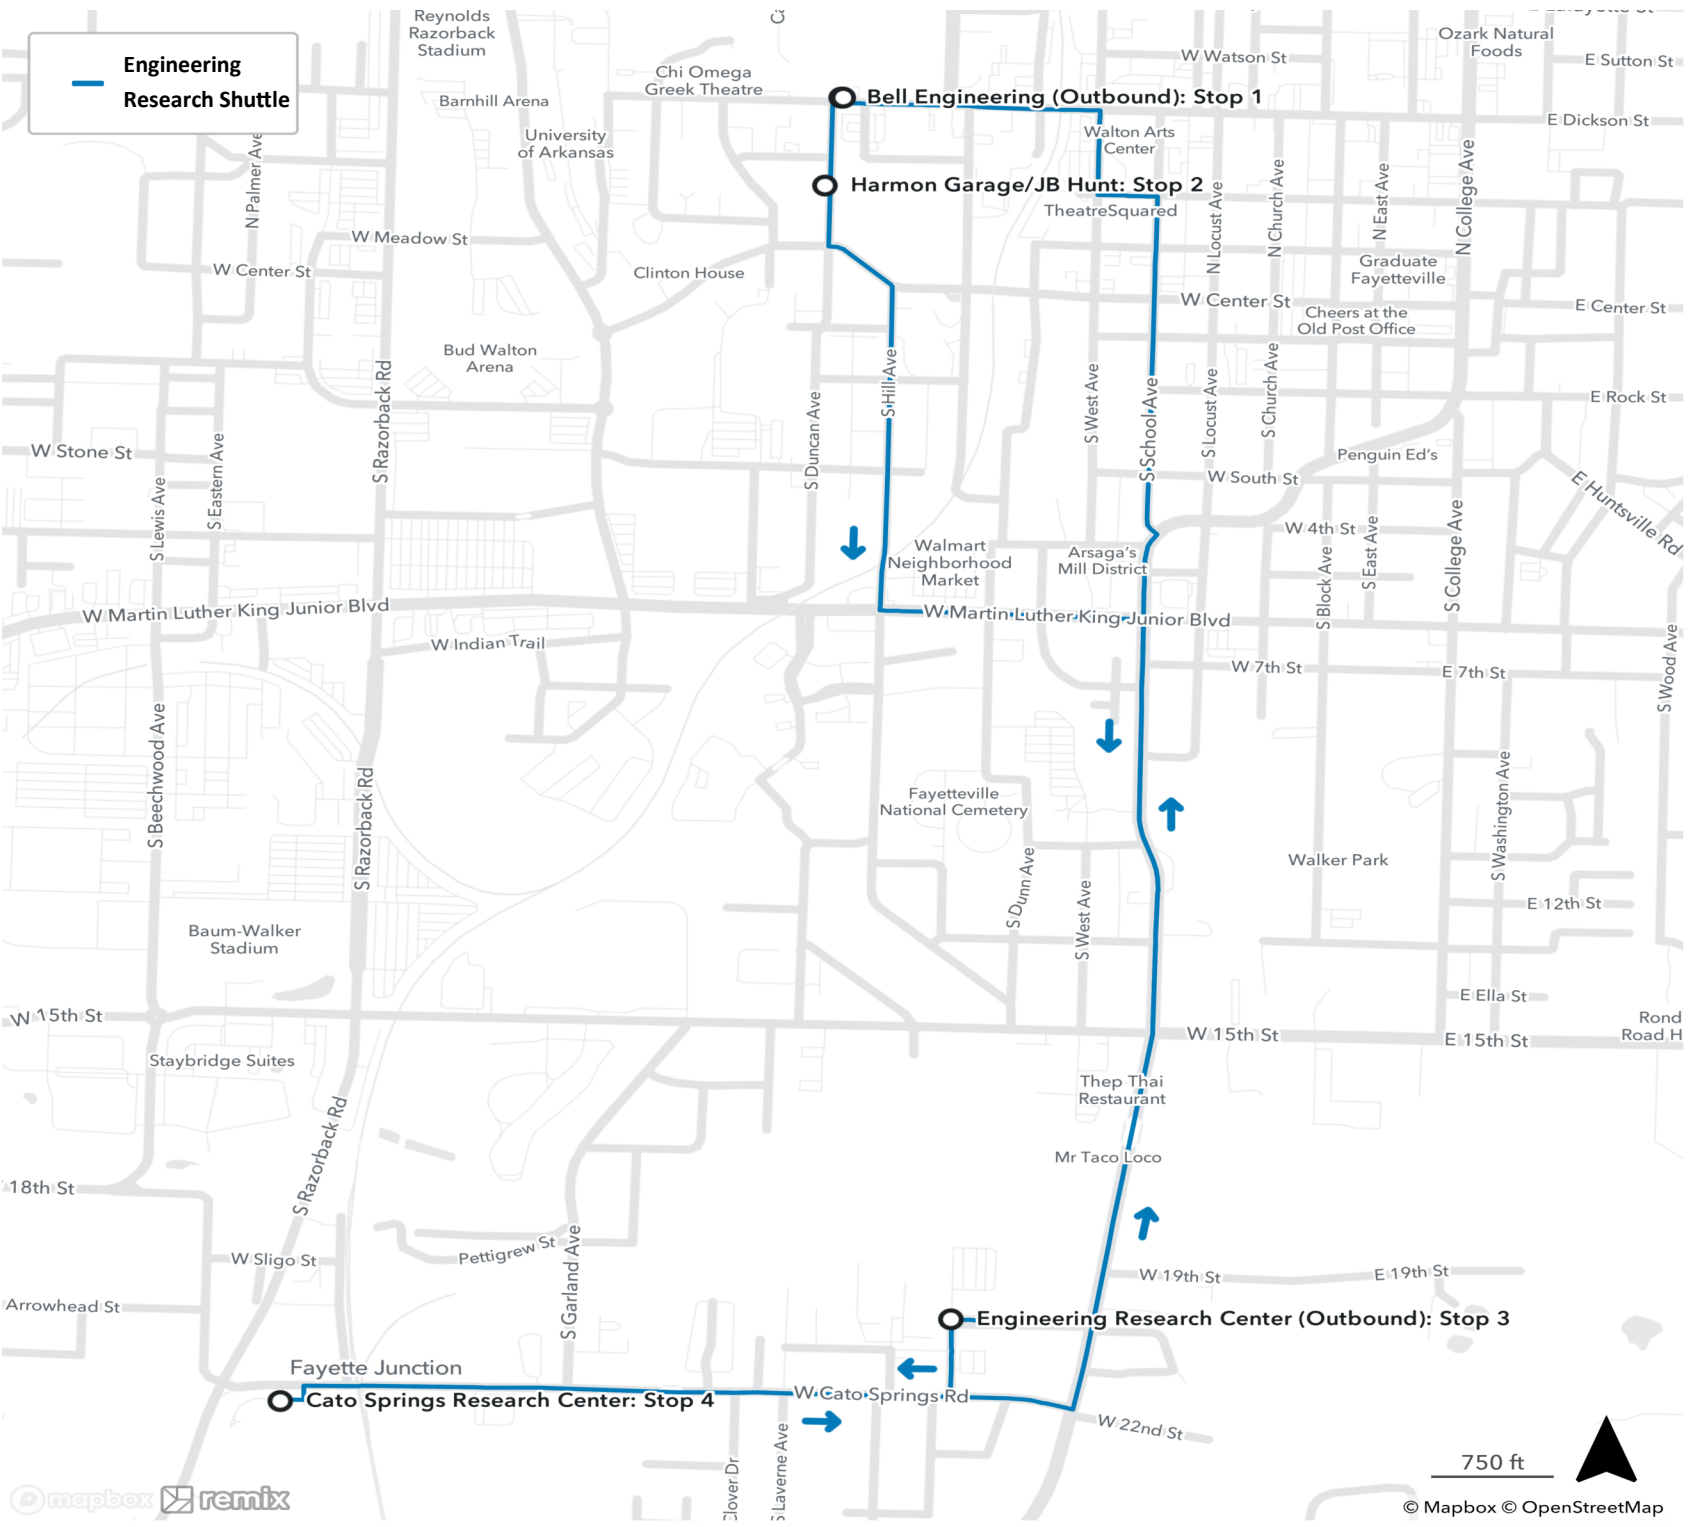 Engineering
Research Shuttle
Reynolds
Razorback
Stadium
Barnhill Arena
Chi Omega
Greek Theatre
University
of Arkansas
Bell Engineering (Outbound): Stop 1
Walton Arts
Center
W Watson St
Ozark Natural
Foods
E Sutton St
E Lafayette St
E Dickson St
N Palmer Ave
Harmon Garage/JB Hunt: Stop 2
TheatreSquared
N Locust Ave
N Church Ave
N East Ave
N College Ave
W Meadow St
W Center St
Clinton House
Graduate
Fayetteville
W Center St
Cheers at the
Old Post Office
E Center St
Bud Walton
Arena
S Razorback Rd
S Duncan Ave
S Hill Ave
S West Ave
S School Ave
S Locust Ave
S Church Ave
E Rock St
W Stone St
S Lewis Ave
S Eastern Ave
Penguin Ed's
W South St
E Huntsville Rd
W 4th St
Walmart
Neighborhood
Market
Arsaga's
Mill District
S Block Ave
S East Ave
S College Ave
W Martin Luther King Junior Blvd
W Martin Luther King Junior Blvd
W Indian Trail
W 7th St
E 7th St
S Wood Ave
S Beechwood Ave
S Razorback Rd
Fayetteville
National Cemetery
S Dunn Ave
S West Ave
Walker Park
S Washington Ave
E 12th St
Baum-Walker
Stadium
E Ella St
W 15th St
W 15th St
E 15th St
Rond
Road H
Staybridge Suites
Thep Thai
Restaurant
S Razorback Rd
Mr Taco Loco
18th St
W Sligo St
Pettigrew St
S Garland Ave
W 19th St
E 19th St
Arrowhead St
Engineering Research Center (Outbound): Stop 3
Fayette Junction
Cato Springs Research Center: Stop 4
W Cato Springs Rd
W 22nd St
Clover Dr
S Laverne Ave
750 ft
mapbox
remix
© Mapbox © OpenStreetMap